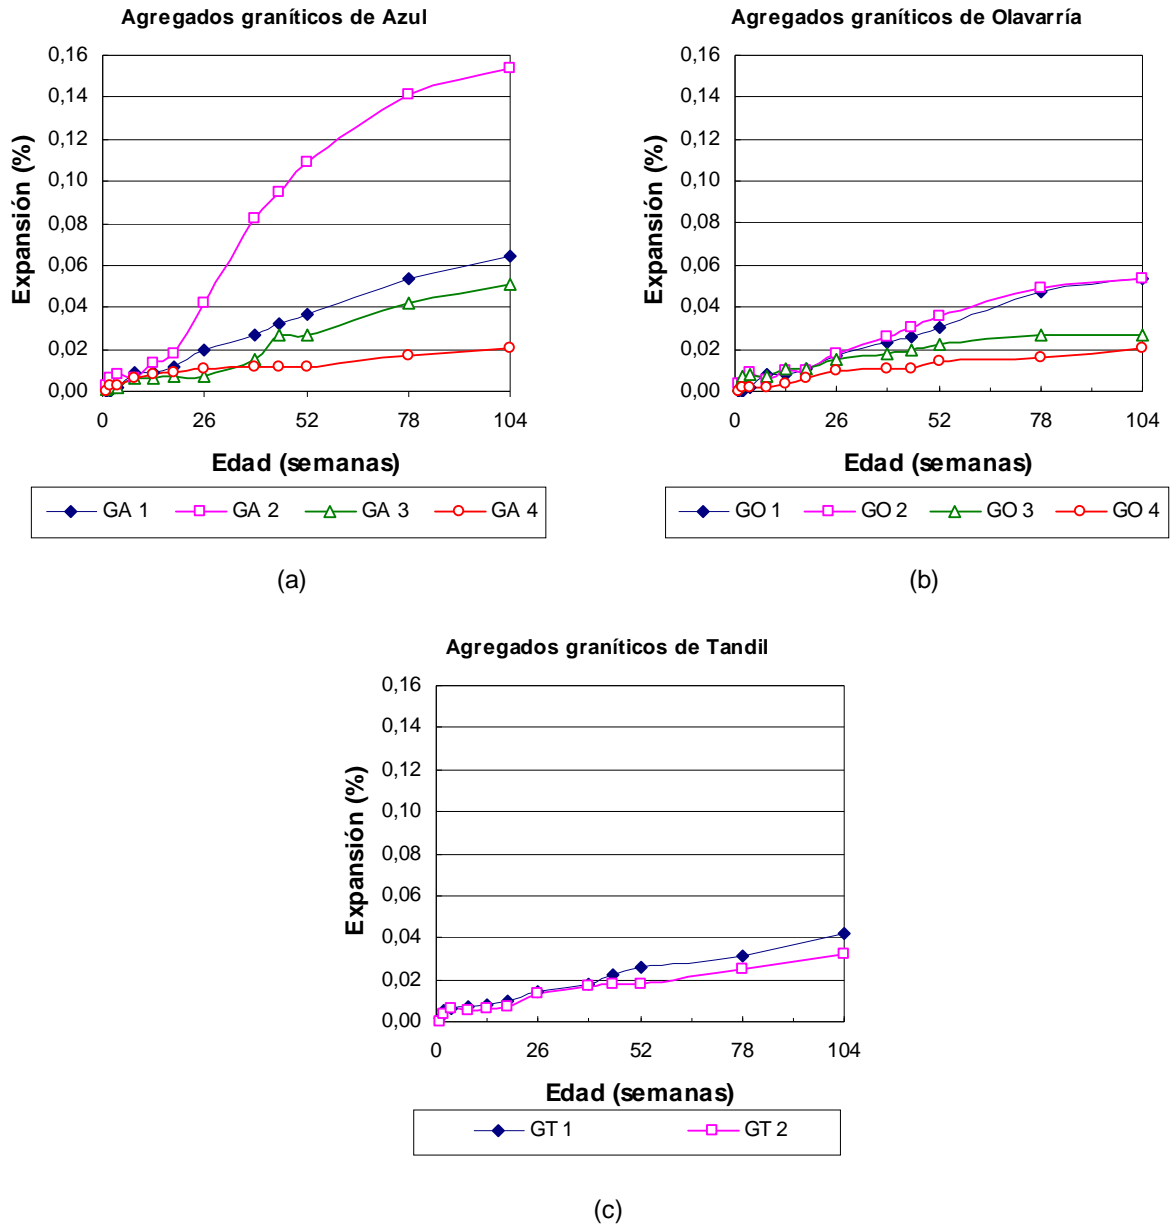 Agregados graníticos de Azul
0,16
0,14
0,12
0,10
0,08
0,06
0,04
0,02
0,00
Expansión (%)
0 26 52 78 104
Edad (semanas)
GA 1 GA 2 GA 3 GA 4
(a)
Agregados graníticos de Olavarría
0,16
0,14
0,12
0,10
0,08
0,06
0,04
0,02
0,00
Expansión (%)
0 26 52 78 104
Edad (semanas)
GO 1 GO 2 GO 3 GO 4
(b)
Agregados graníticos de Tandil
0,16
0,14
0,12
0,10
0,08
0,06
0,04
0,02
0,00
Expansión (%)
0 26 52 78 104
Edad (semanas)
GT 1 GT 2
(c)